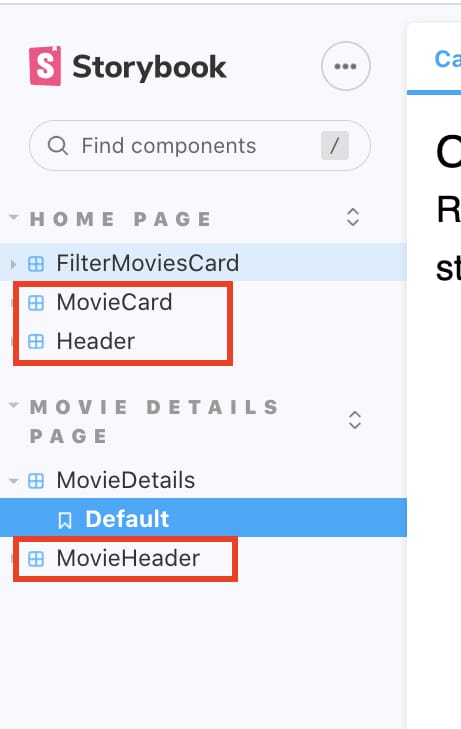 Storybook
Ca
Find components /
C
R
HOME PAGE
st
FilterMoviesCard
MovieCard
Header
MOVIE DETAILS
PAGE
MovieDetails
Default
MovieHeader